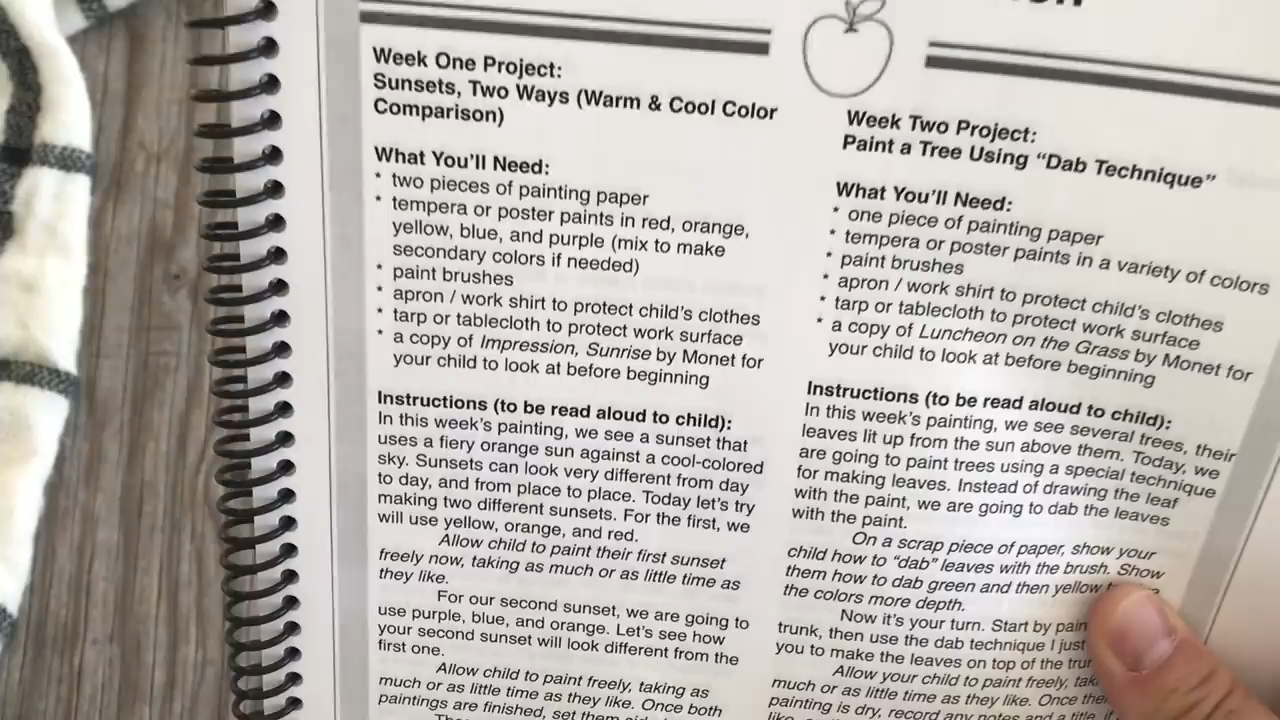 Week One Project:
Sunsets, Two Ways (Warm & Cool Color
Comparison)
What You'll Need:
* two pieces of painting paper
* tempera or poster paints in red, orange,
yellow, blue, and purple (mix to make
secondary colors if needed)
* paint brushes
* apron / work shirt to protect child's clothes
* tarp or tablecloth to protect work surface
* a copy of Impression, Sunrise by Monet for
your child to look at before beginning
Instructions (to be read aloud to child):
In this week's painting, we see a sunset that
uses a fiery orange sun against a cool-colored
sky. Sunsets can look very different from day
to day, and from place to place. Today let's try
making two different sunsets. For the first, we
will use yellow, orange, and red.
Allow child to paint their first sunset
freely now, taking as much or as little time as
they like.
For our second sunset, we are going to
use purple, blue, and orange. Let's see how
your second sunset will look different from the
first one.
Allow child to paint freely, taking as
much or as little time as they like. Once both
paintings are finished, set them
Week Two Project:
Paint a Tree Using “Dab Technique”
What You'll Need:
* one piece of painting paper
* tempera or poster paints in a variety of colors
* paint brushes
* apron / work shirt to protect child's clothes
* tarp or tablecloth to protect work surface
* a copy of Luncheon on the Grass by Monet for
your child to look at before beginning
Instructions (to be read aloud to child):
In this week's painting, we see several trees, their
leaves lit up from the sun above them. Today, we
are going to paint trees using a special technique
for making leaves. Instead of drawing the leaf
with the paint, we are going to dab the leaves
with the paint.
On a scrap piece of paper, show your
child how to “dab” leaves with the brush. Show
them how to dab green and then yellow
the colors more depth.
Now it's your turn. Start by
trunk, then use the dab technique I just
you to make the leaves on top of the
Allow your child to paint freely,
much or as little time as they like. Once
painting is dry, record any notes and a title, if